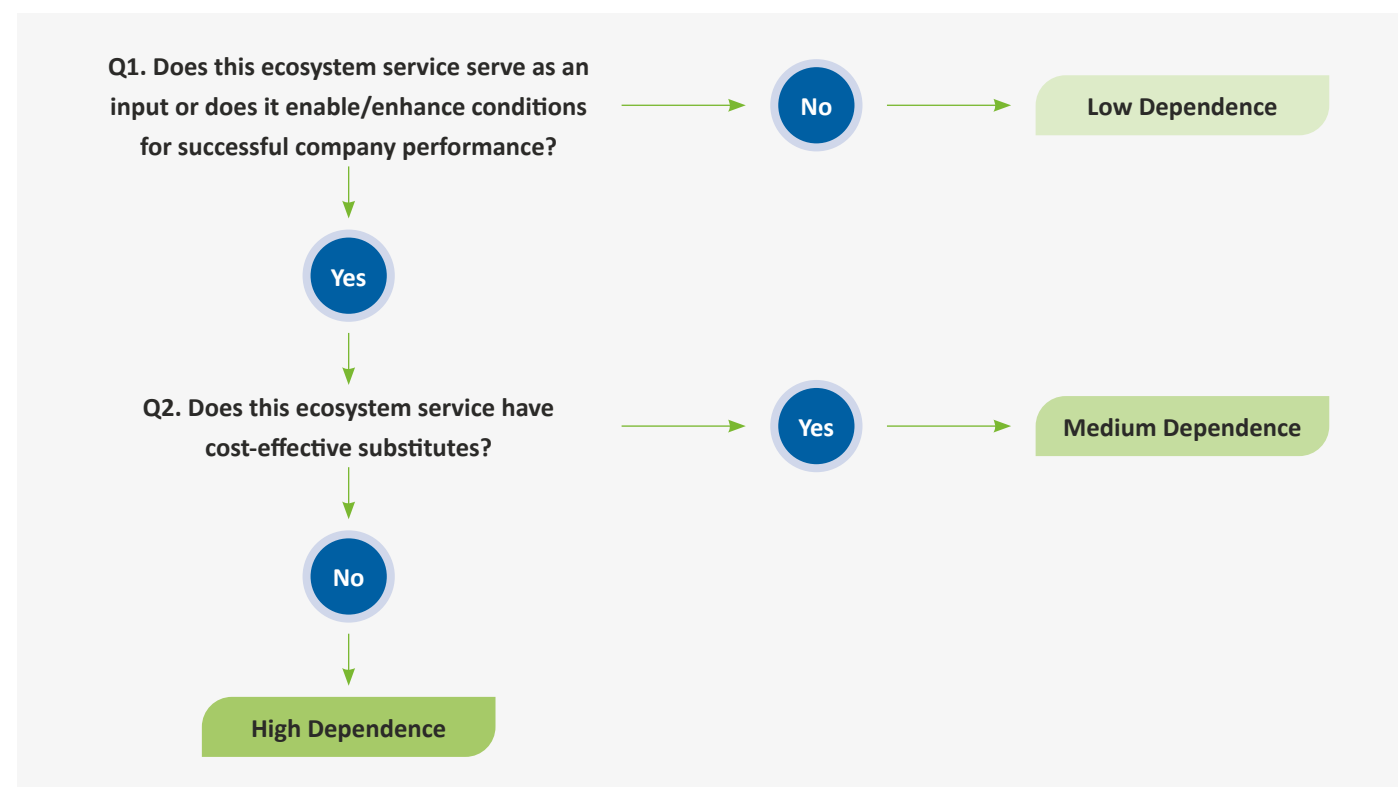 Q1. Does this ecosystem service serve as an
input or does it enable/enhance conditions
for successful company performance?
No
Low Dependence
Yes
Q2. Does this ecosystem service have
cost-effective substitutes?
Yes
Medium Dependence
No
High Dependence